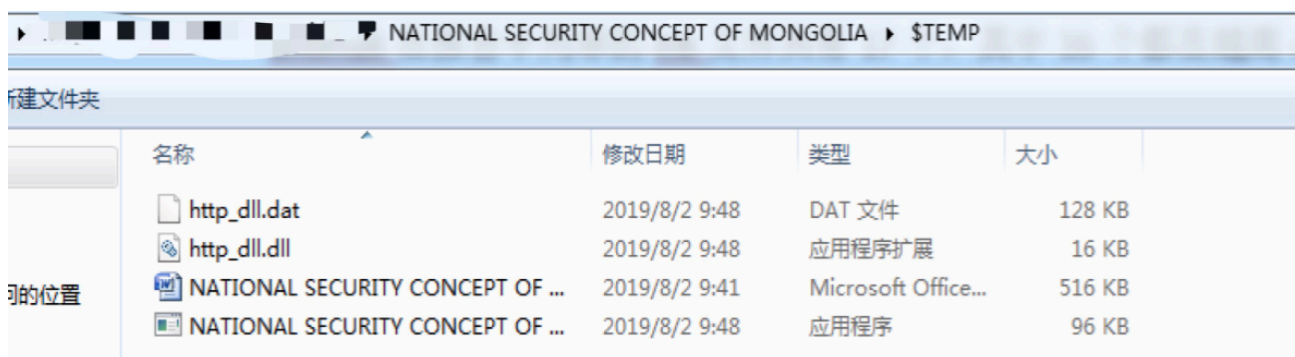 NATIONAL SECURITY CONCEPT OF MONGOLIA $TEMP
新建文件夹
名称 修改日期 类型 大小
http_dll.dat 2019/8/2 9:48 DAT 文件 128 KB
http_dll.dll 2019/8/2 9:48 应用程序扩展 16 KB
问的位置 NATIONAL SECURITY CONCEPT OF ... 2019/8/2 9:41 Microsoft Office... 516 KB
NATIONAL SECURITY CONCEPT OF ... 2019/8/2 9:48 应用程序 96 KB